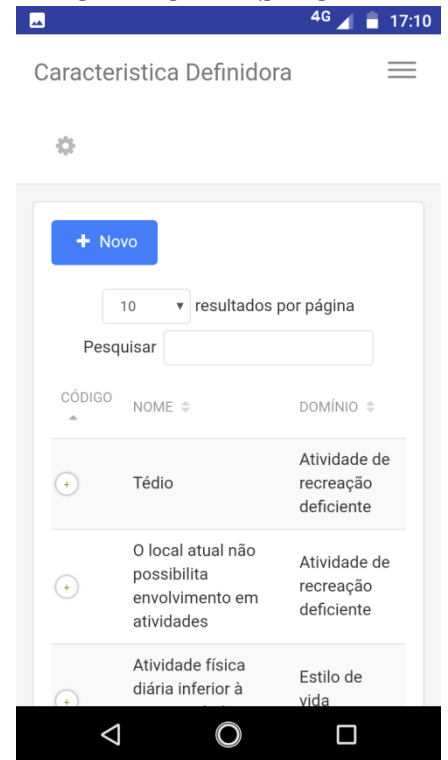 4G 17:10
Caracteristica Definidora
+ Novo
10 resultados por página
Pesquisar
CÓDIGO NOME DOMÍNIO
Tédio
Atividade de
recreação
deficiente
O local atual não
possibilita
envolvimento em
atividades
Atividade de
recreação
deficiente
Atividade física
diária inferior à
Estilo de
vida